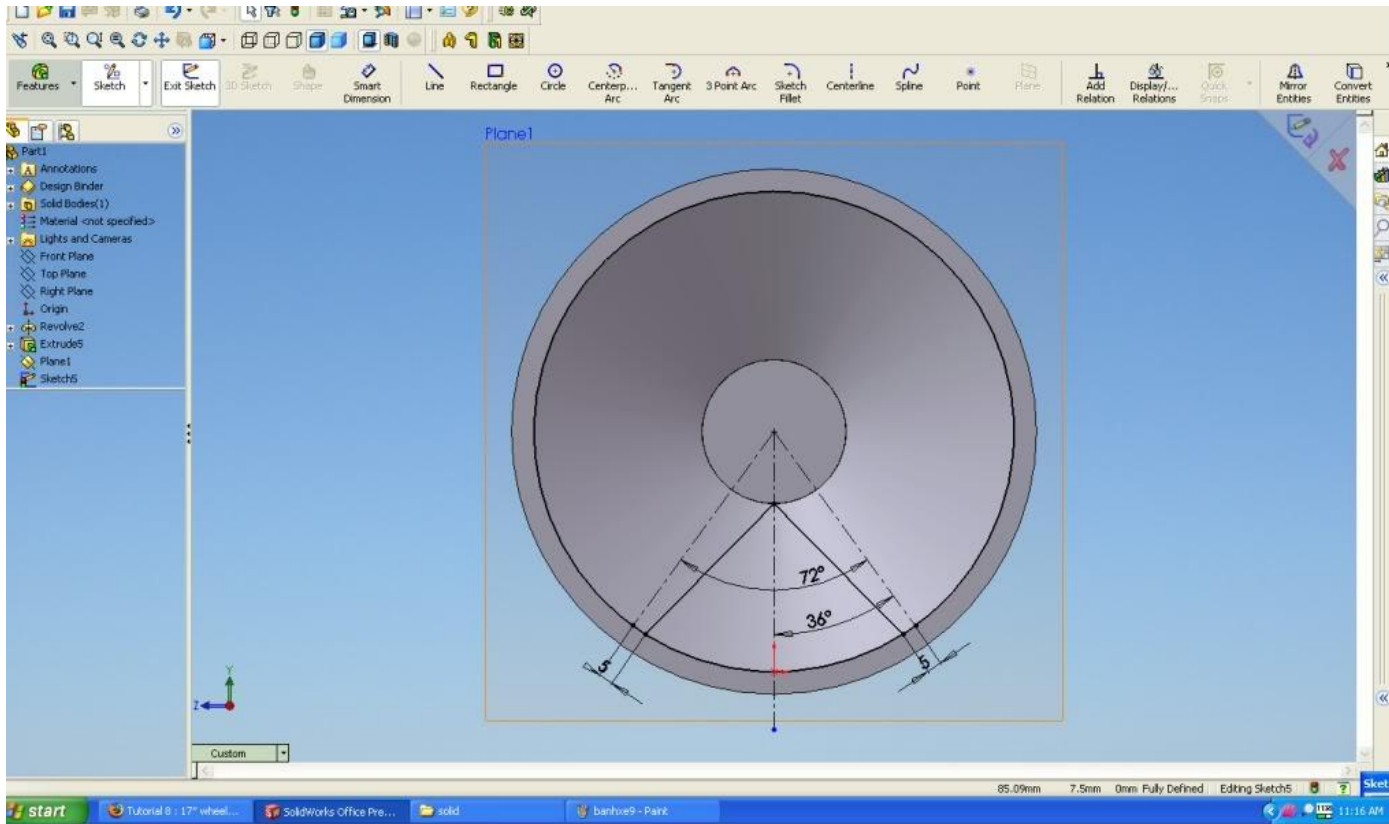 Features
Sketch
Exit Sketch
3D Sketch
Shape
Smart
Dimension
Line
Rectangle
Circle
Centerp...
Arc
Tangent
Arc
3 Point Arc
Sketch
Fillet
Centerline
Spline
Point
Plane
Add
Relation
Display/...
Relations
Quick
Snaps
Mirror
Entities
Convert
Entities
Part1
Annotations
Design Binder
Solid Bodies(1)
Material <not specified>
Lights and Cameras
Front Plane
Top Plane
Right Plane
Origin
Revolve2
Extrude5
Plane1
Sketch5
Plane1
72°
36°
5
5
Y
Z
Custom
85.09mm 7.5mm 0mm Fully Defined Editing Sketch5
Sket
start
Tutorial 8 : 17" wheel...
SolidWorks Office Pre...
solid
banhxe9 - Paint
11:16 AM